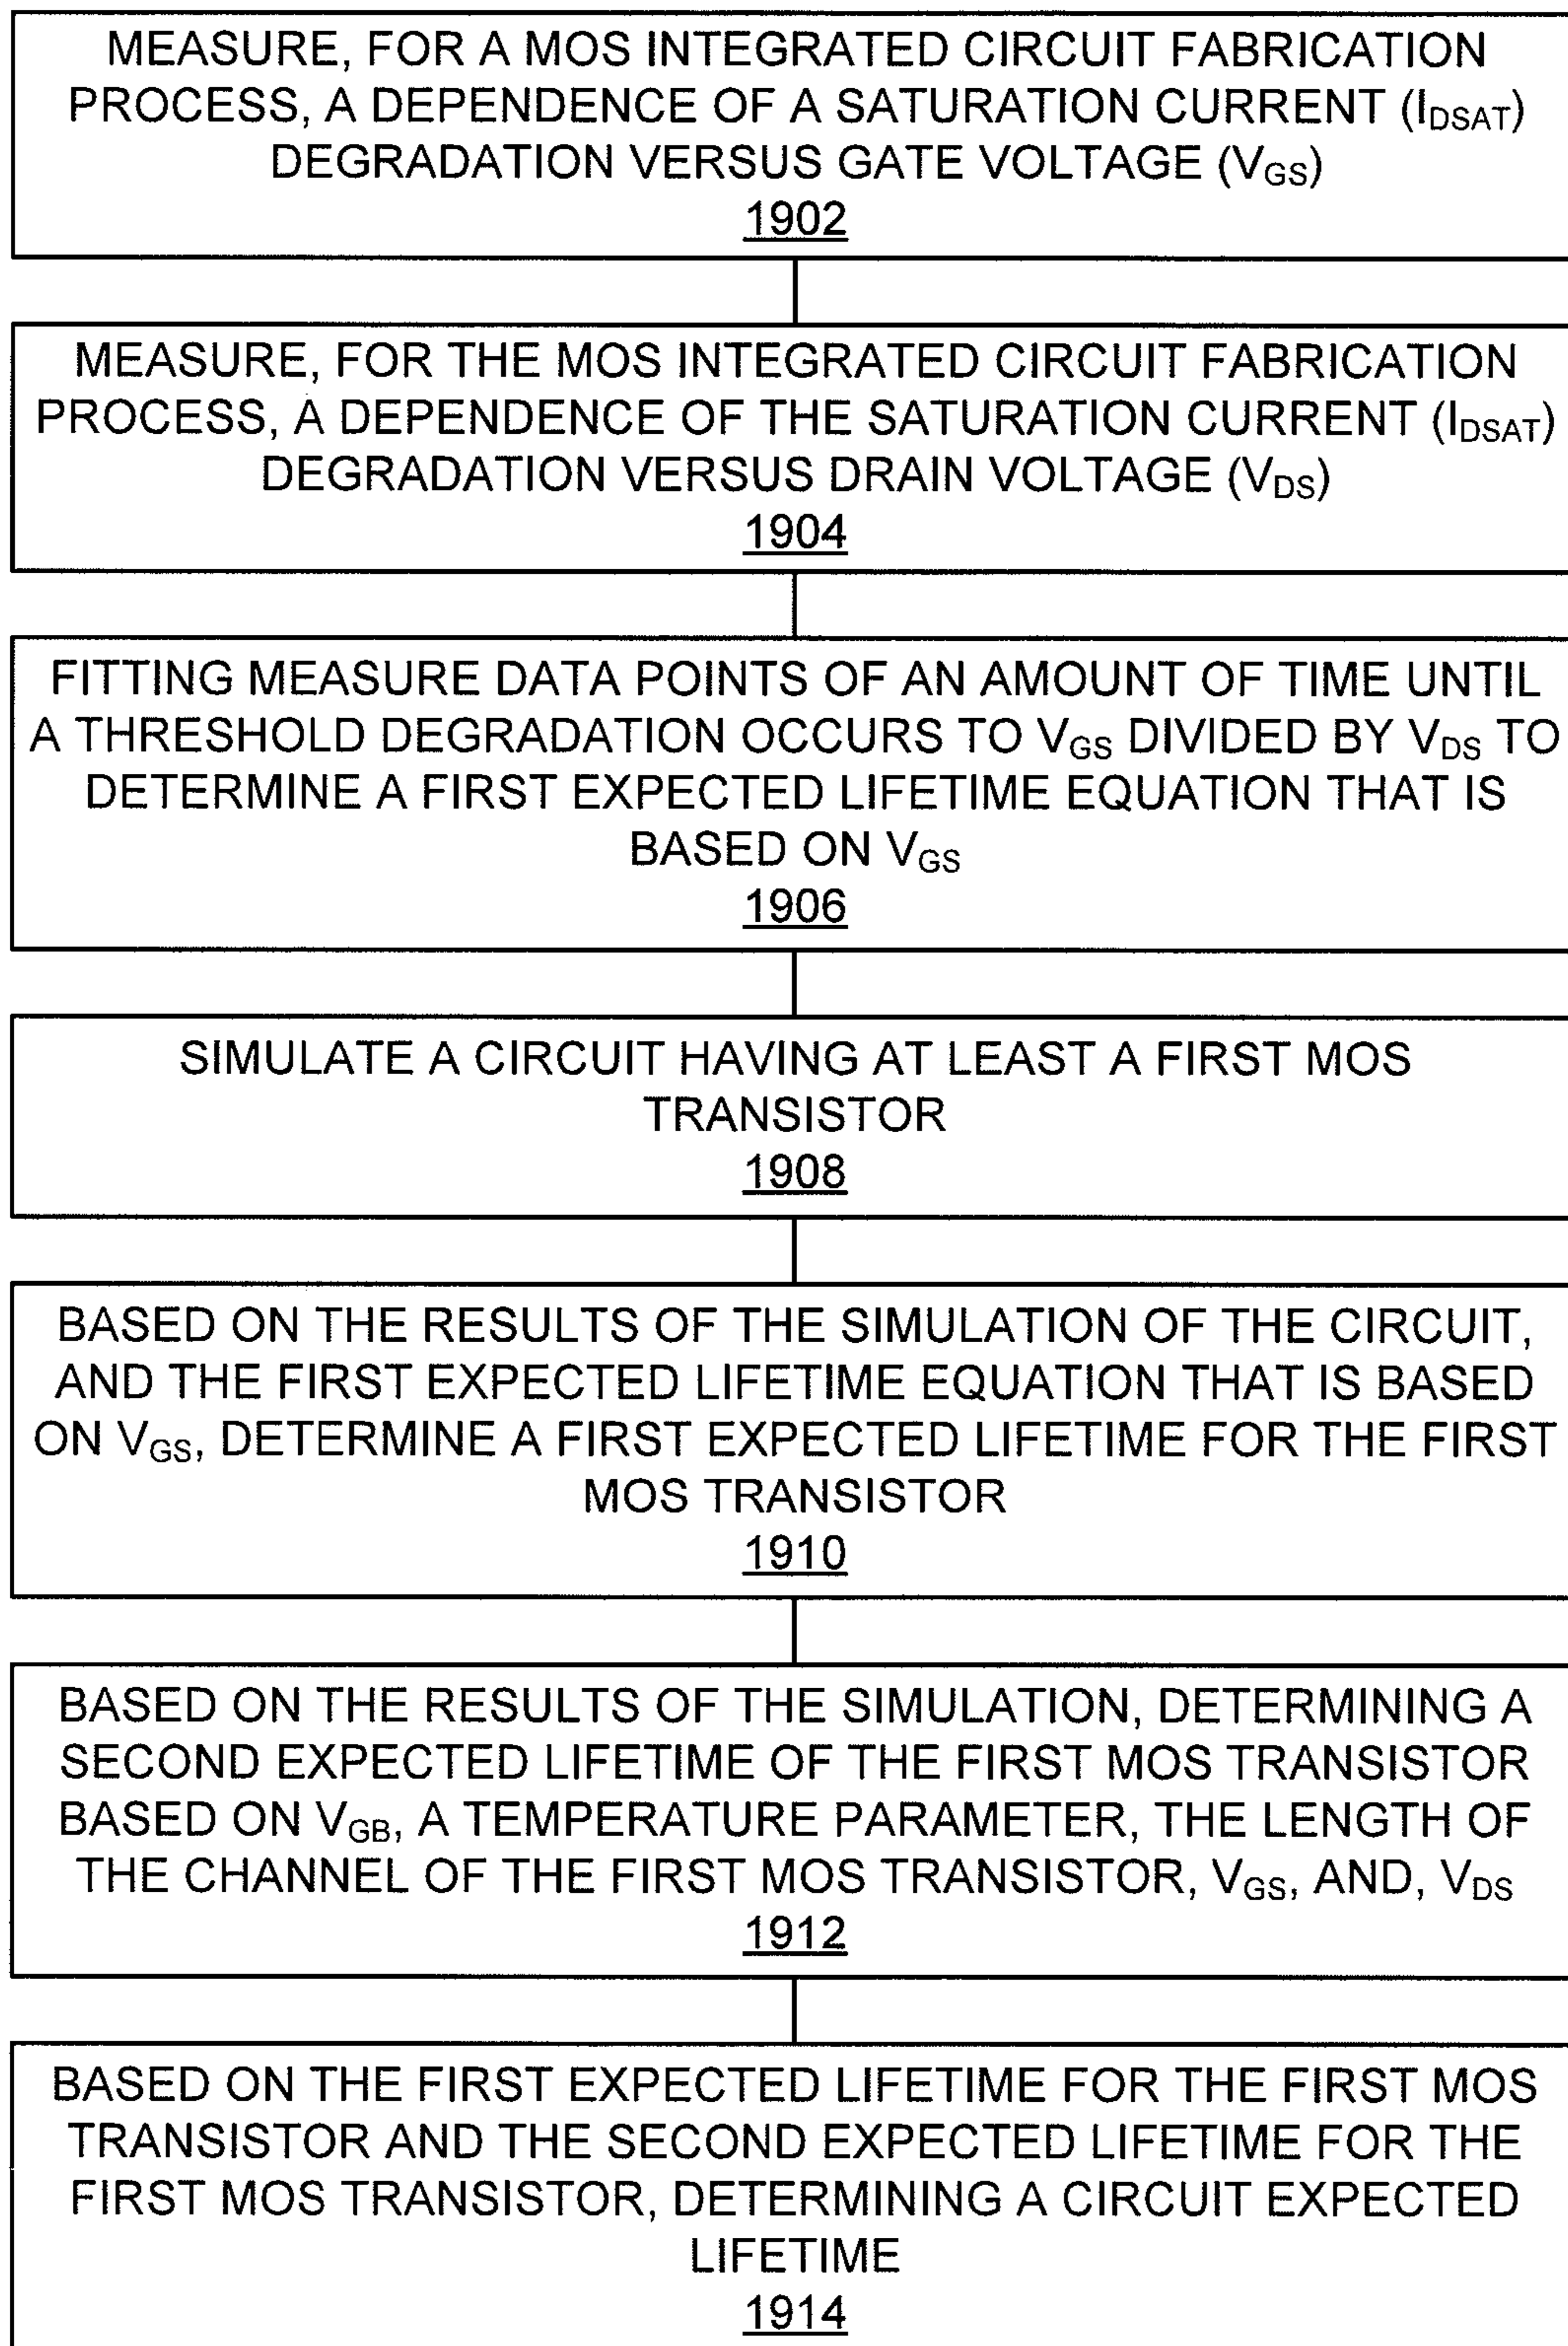 MEASURE, FOR A MOS INTEGRATED CIRCUIT FABRICATION
PROCESS, A DEPENDENCE OF A SATURATION CURRENT (IDSAT)
DEGRADATION VERSUS GATE VOLTAGE (VGS)
1902
MEASURE, FOR THE MOS INTEGRATED CIRCUIT FABRICATION
PROCESS, A DEPENDENCE OF THE SATURATION CURRENT (IDSAT)
DEGRADATION VERSUS DRAIN VOLTAGE (VDS)
1904
FITTING MEASURE DATA POINTS OF AN AMOUNT OF TIME UNTIL
A THRESHOLD DEGRADATION OCCURS TO VGS DIVIDED BY VDS TO
DETERMINE A FIRST EXPECTED LIFETIME EQUATION THAT IS
BASED ON VGS
1906
SIMULATE A CIRCUIT HAVING AT LEAST A FIRST MOS
TRANSISTOR
1908
BASED ON THE RESULTS OF THE SIMULATION OF THE CIRCUIT,
AND THE FIRST EXPECTED LIFETIME EQUATION THAT IS BASED
ON VGS, DETERMINE A FIRST EXPECTED LIFETIME FOR THE FIRST
MOS TRANSISTOR
1910
BASED ON THE RESULTS OF THE SIMULATION, DETERMINING A
SECOND EXPECTED LIFETIME OF THE FIRST MOS TRANSISTOR
BASED ON VGB, A TEMPERATURE PARAMETER, THE LENGTH OF
THE CHANNEL OF THE FIRST MOS TRANSISTOR, VGS, AND, VDS
1912
BASED ON THE FIRST EXPECTED LIFETIME FOR THE FIRST MOS
TRANSISTOR AND THE SECOND EXPECTED LIFETIME FOR THE
FIRST MOS TRANSISTOR, DETERMINING A CIRCUIT EXPECTED
LIFETIME
1914